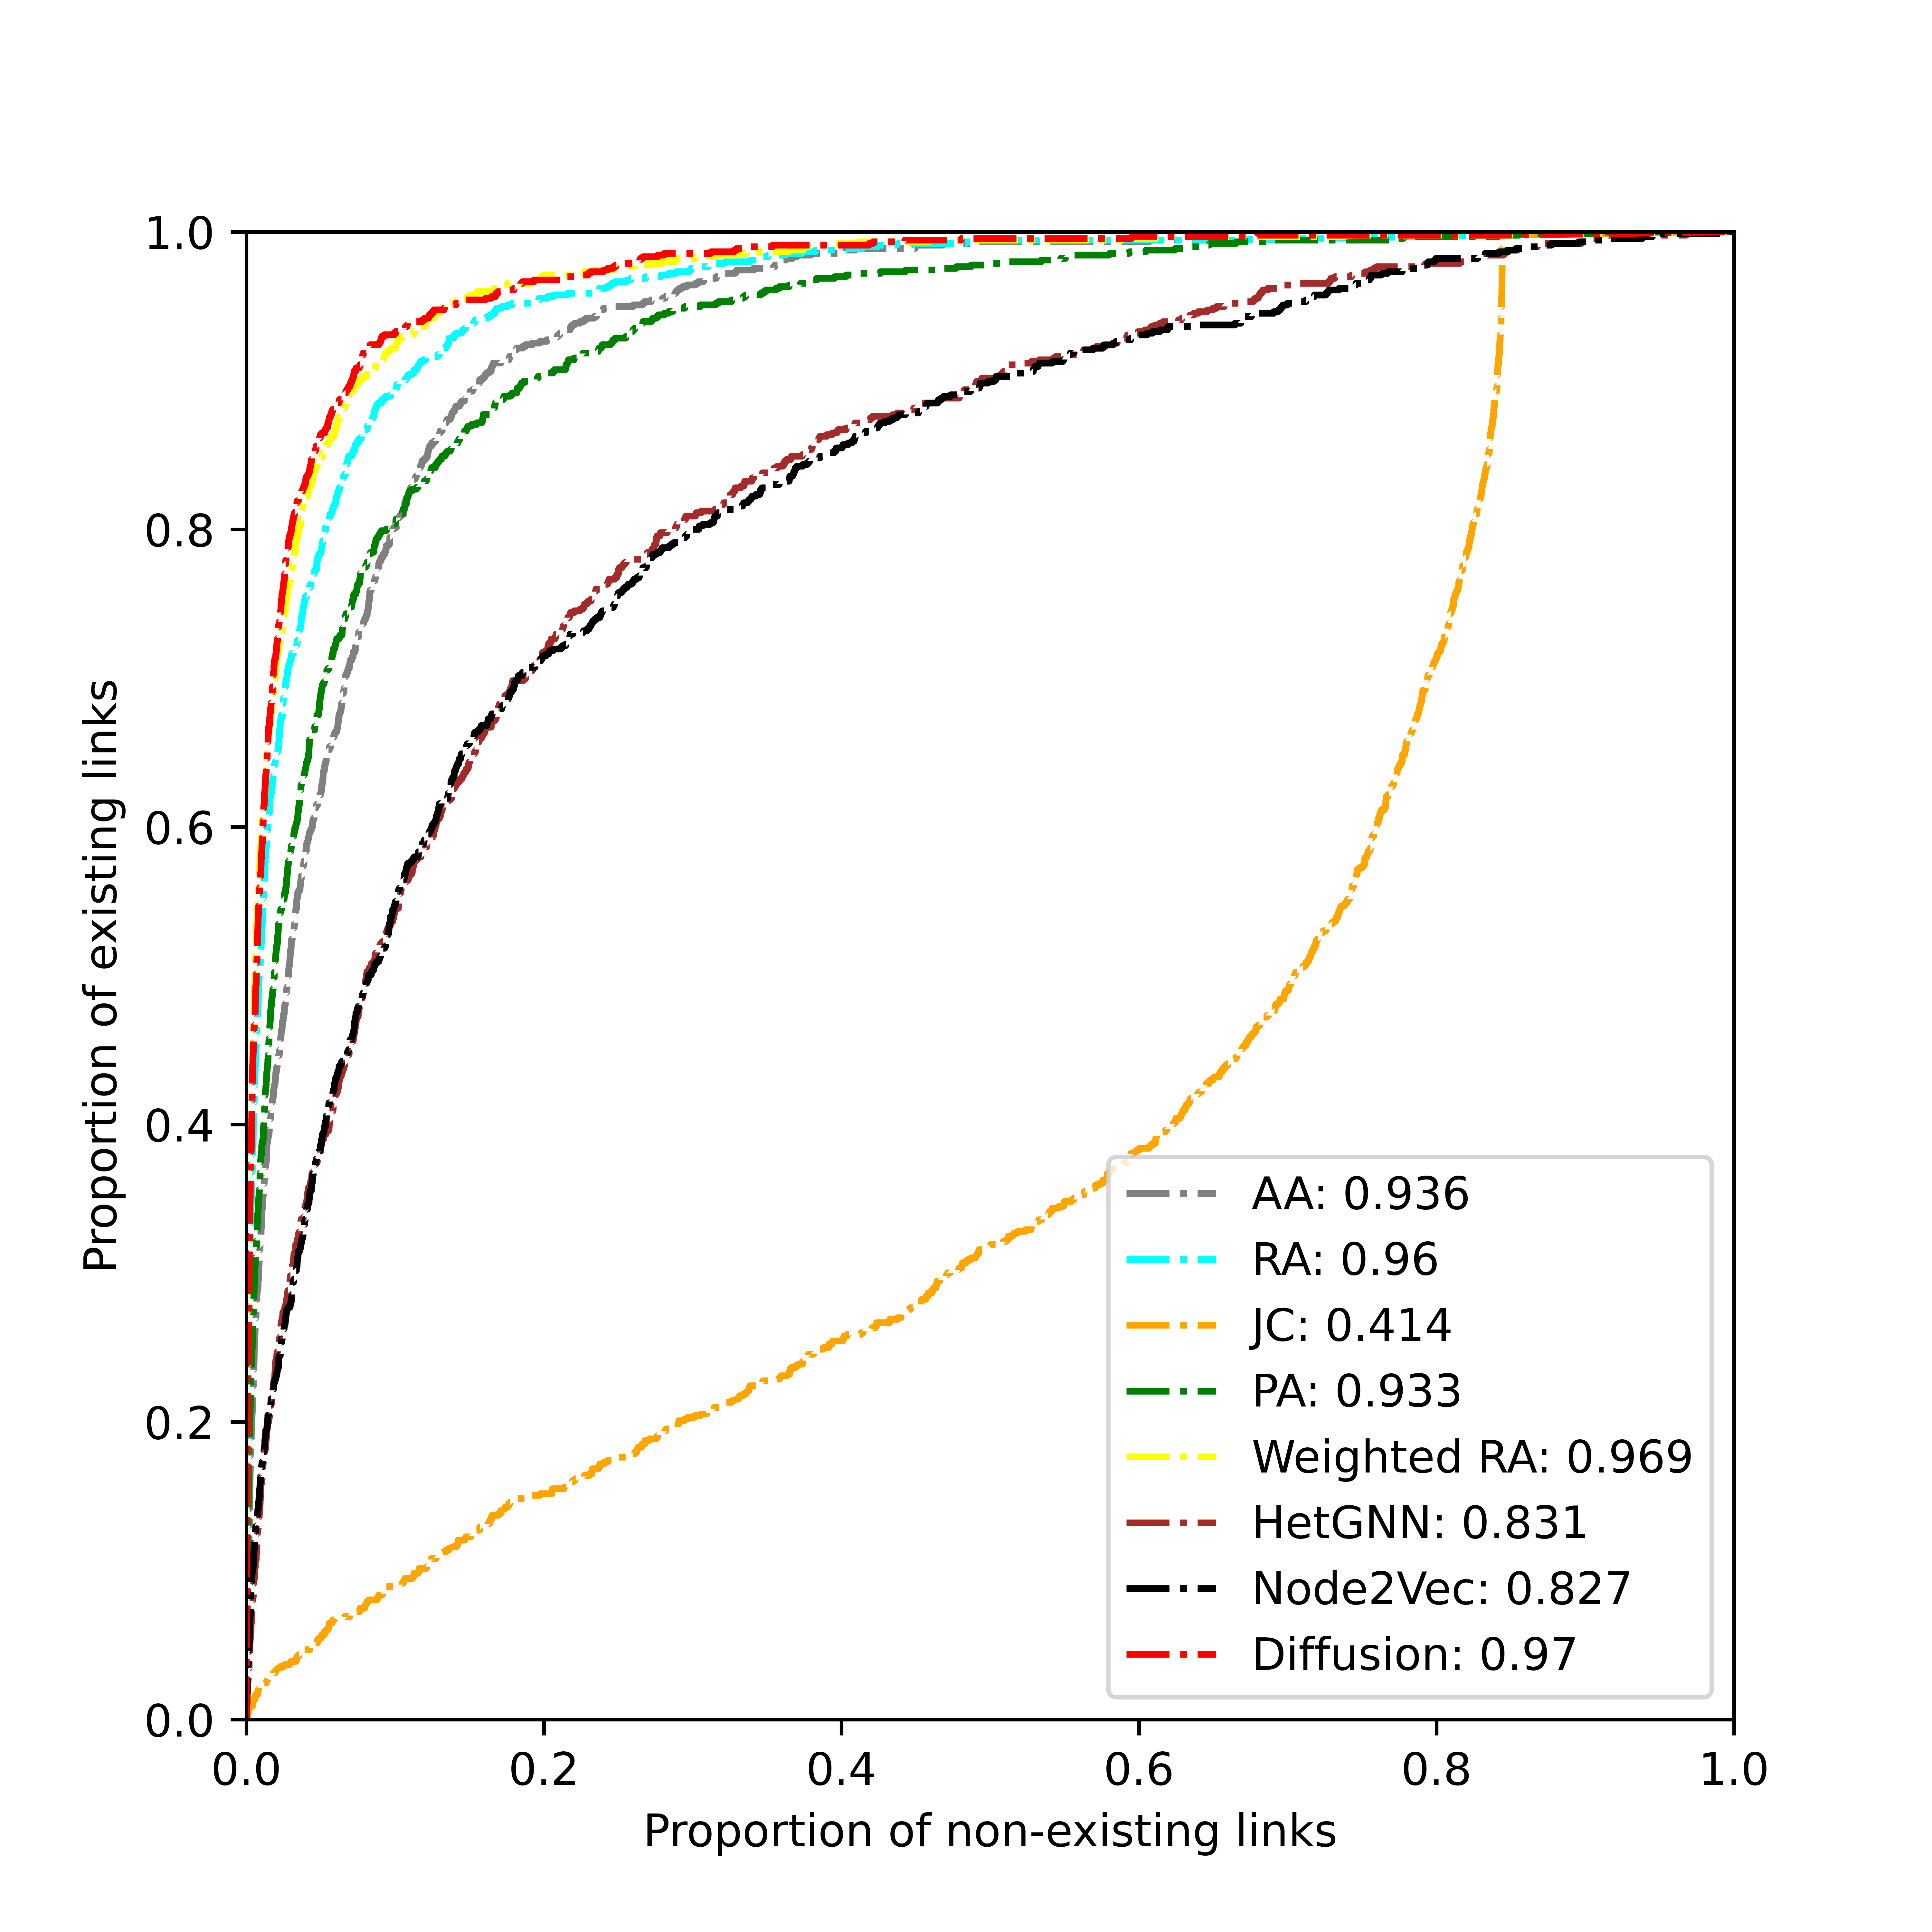 1.0
0.8
0.6
0.4
0.2
0.0
Proportion of existing links
AA: 0.936
RA: 0.96
JC: 0.414
PA: 0.933
Weighted RA: 0.969
HetGNN: 0.831
Node2Vec: 0.827
Diffusion: 0.97
0.0 0.2 0.4 0.6 0.8 1.0
Proportion of non-existing links